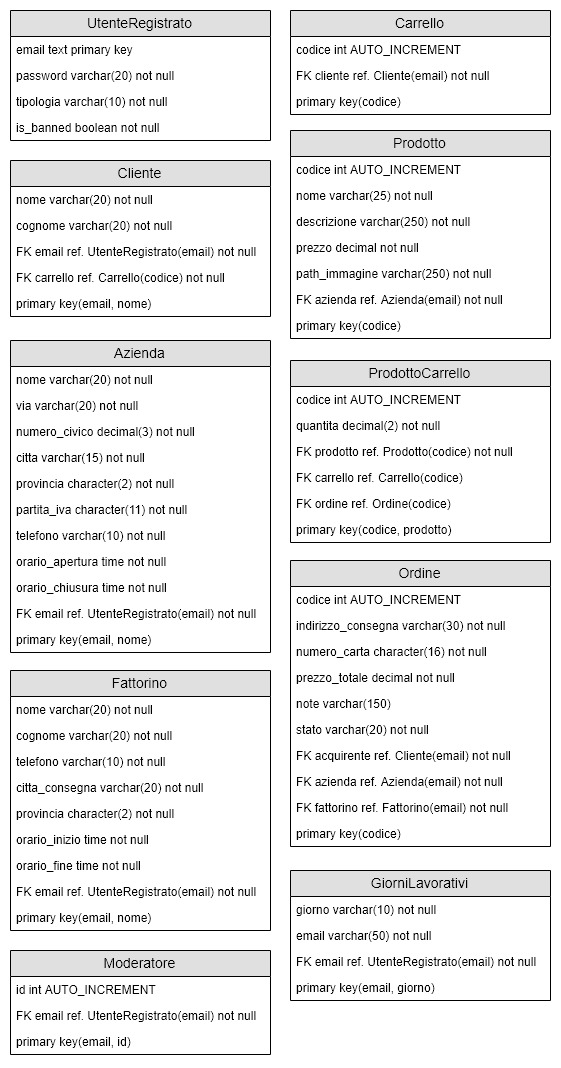 UtenteRegistrato
email text primary key
password varchar(20) not null
tipologia varchar(10) not null
is_banned boolean not null
Cliente
nome varchar(20) not null
cognome varchar(20) not null
FK email ref. UtenteRegistrato(email) not null
FK carrello ref. Carrello(codice) not null
primary key(email, nome)
Azienda
nome varchar(20) not null
via varchar(20) not null
numero_civico decimal(3) not null
citta varchar(15) not null
provincia character(2) not null
partita_iva character(11) not null
telefono varchar(10) not null
orario_apertura time not null
orario_chiusura time not null
FK email ref. UtenteRegistrato(email) not null
primary key(email, nome)
Fattorino
nome varchar(20) not null
cognome varchar(20) not null
telefono varchar(10) not null
citta_consegna varchar(20) not null
provincia character(2) not null
orario_inizio time not null
orario_fine time not null
FK email ref. UtenteRegistrato(email) not null
primary key(email, nome)
Moderatore
id int AUTO_INCREMENT
FK email ref. UtenteRegistrato(email) not null
primary key(email, id)
Carrello
codice int AUTO_INCREMENT
FK cliente ref. Cliente(email) not null
primary key(codice)
Prodotto
codice int AUTO_INCREMENT
nome varchar(25) not null
descrizione varchar(250) not null
prezzo decimal not null
path_immagine varchar(250) not null
FK azienda ref. Azienda(email) not null
primary key(codice)
ProdottoCarrello
codice int AUTO_INCREMENT
quantita decimal(2) not null
FK prodotto ref. Prodotto(codice) not null
FK carrello ref. Carrello(codice)
FK ordine ref. Ordine(codice)
primary key(codice, prodotto)
Ordine
codice int AUTO_INCREMENT
indirizzo_consegna varchar(30) not null
numero_carta character(16) not null
prezzo_totale decimal not null
note varchar(150)
stato varchar(20) not null
FK acquirente ref. Cliente(email) not null
FK azienda ref. Azienda(email) not null
FK fattorino ref. Fattorino(email) not null
primary key(codice)
GiorniLavorativi
giorno varchar(10) not null
email varchar(50) not null
FK email ref. UtenteRegistrato(email) not null
primary key(email, giorno)